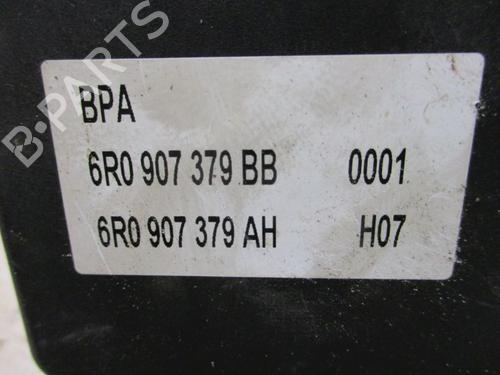 B-PARTS
BPA
6R0 907 379 BB 0001
6R0 907 379 AH H07